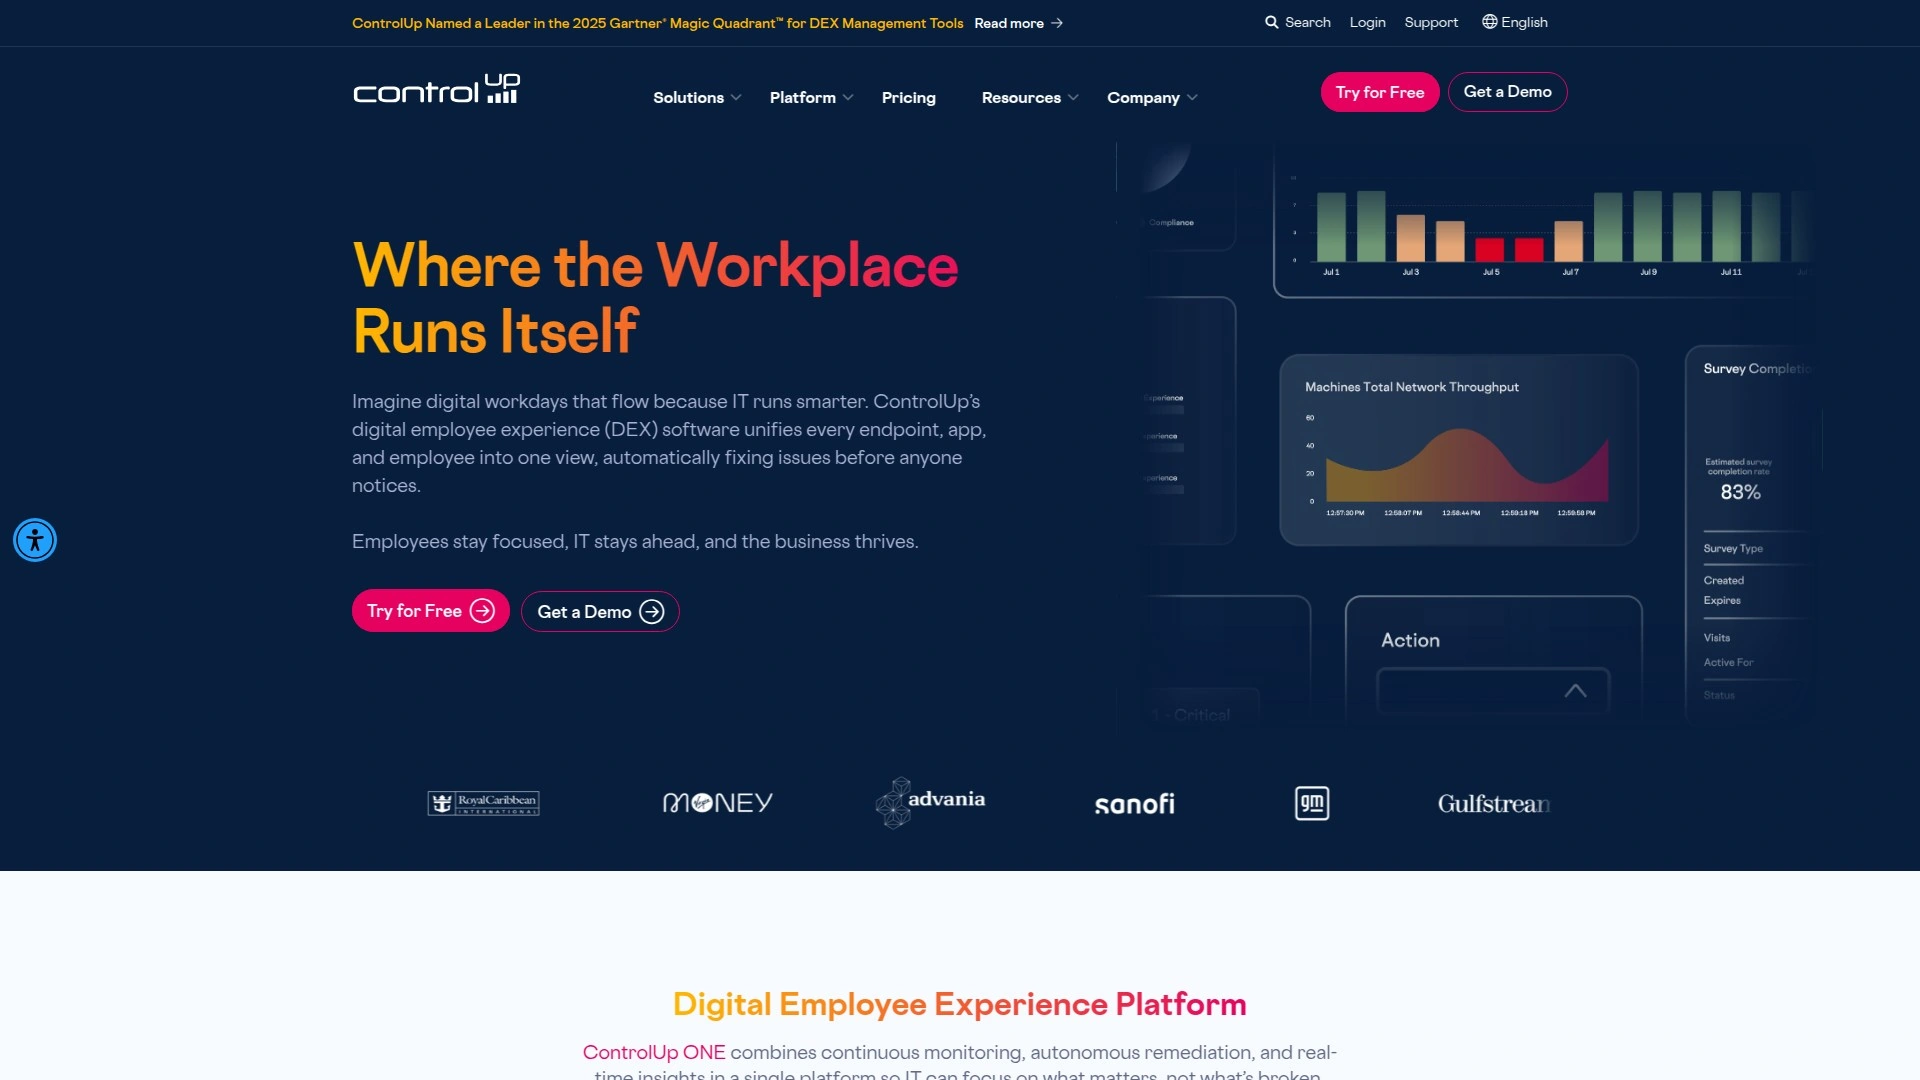 ControlUp Named a Leader in the 2025 Gartner® Magic Quadrant™ for DEX Management Tools Read more
Search Login Support English
control up
Solutions Platform Pricing Resources Company
Try for Free Get a Demo
Where the Workplace
Runs Itself
Imagine digital workdays that flow because IT runs smarter. ControlUp's
digital employee experience (DEX) software unifies every endpoint, app,
and employee into one view, automatically fixing issues before anyone
notices.
Employees stay focused, IT stays ahead, and the business thrives.
Try for Free Get a Demo
Compliance
Jul 1 Jul 3 Jul 5 Jul 7 Jul 9 Jul 11
Experience
Machines Total Network Throughput
60
40
20
0
12:57:30 PM 12:58:07 PM 12:58:44 PM 12:59:18 PM 12:59:58 PM
Survey Completio
Estimated survey
completion rate
83%
Survey Type
Created
Expires
Visits
Active For
Status
Action
1 - Critical
RoyalCaribbean
INTERNATIONAL
Virgin MONEY
advania
sanofi
gm
Gulfstream
Digital Employee Experience Platform
ControlUp ONE combines continuous monitoring, autonomous remediation, and real-
time insights in a single platform so IT can focus on what matters, not what's broken.